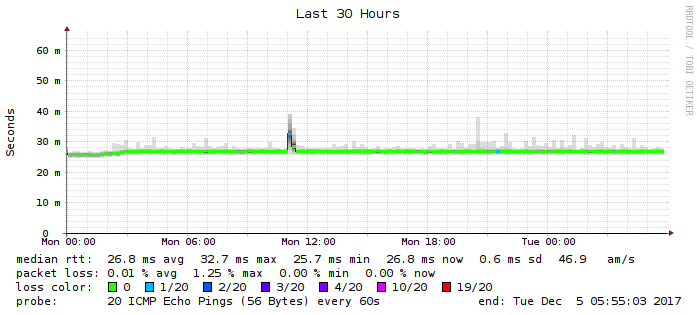 Last 30 Hours
RRDTOOL / TOBI OETIKER
Seconds
60 m
50 m
40 m
30 m
20 m
10 m
0
Mon 00:00 Mon 06:00 Mon 12:00 Mon 18:00 Tue 00:00
median rtt: 26.8 ms avg 32.7 ms max 25.7 ms min 26.8 ms now 0.6 ms sd 46.9 am/s
packet loss: 0.01 % avg 1.25 % max 0.00 % min 0.00 % now
loss color: 0 1/20 2/20 3/20 4/20 10/20 19/20
probe: 20 ICMP Echo Pings (56 Bytes) every 60s end: Tue Dec 5 05:55:03 2017